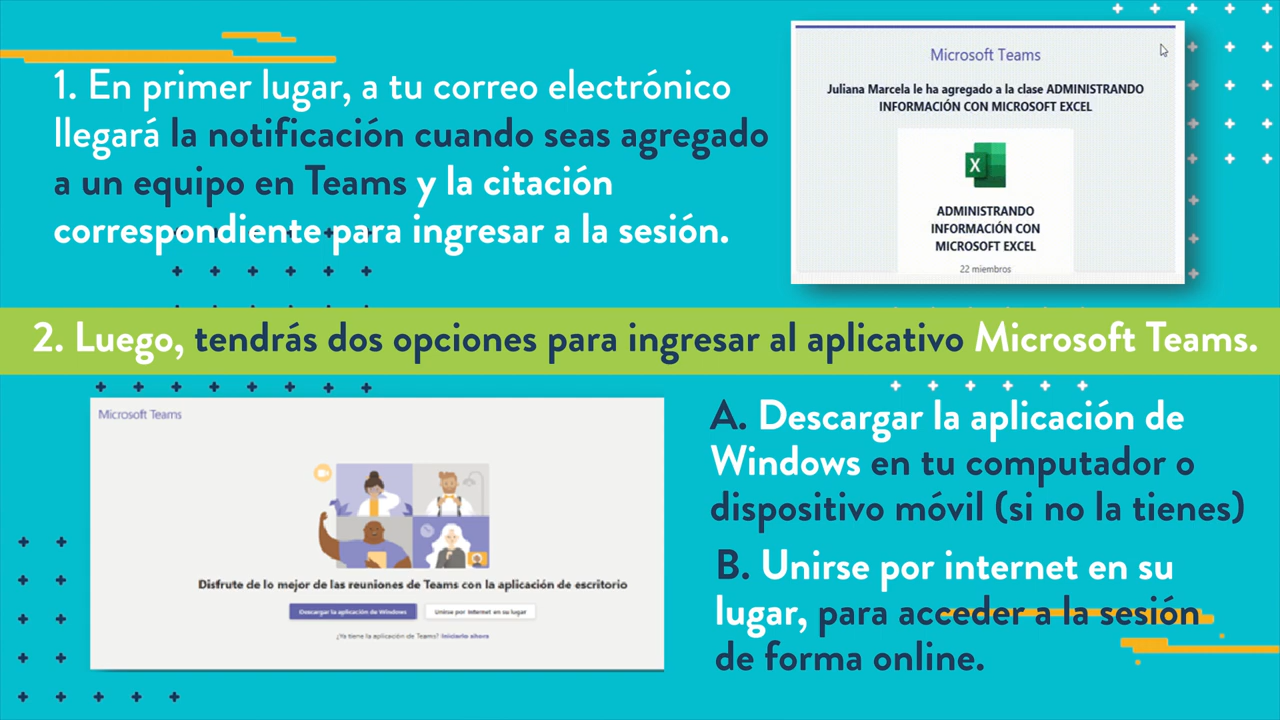 1. En primer lugar, a tu correo electrónico
llegará la notificación cuando seas agregado
a un equipo en Teams y la citación
correspondiente para ingresar a la sesión.
Microsoft Teams
Juliana Marcela le ha agregado a la clase ADMINISTRANDO
INFORMACIÓN CON MICROSOFT EXCEL
X
ADMINISTRANDO
INFORMACIÓN CON
MICROSOFT EXCEL
22 miembros
2. Luego, tendrás dos opciones para ingresar al aplicativo Microsoft Teams.
Microsoft Teams
Disfrute de lo mejor de las reuniones de Teams con la aplicación de escritorio
Descargar la aplicación de Windows
Unirse por Internet en su lugar
¿Ya tiene la aplicación de Teams? Iniciarla ahora
A. Descargar la aplicación de
Windows en tu computador o
dispositivo móvil (si no la tienes)
B. Unirse por internet en su
lugar, para acceder a la sesión
de forma online.